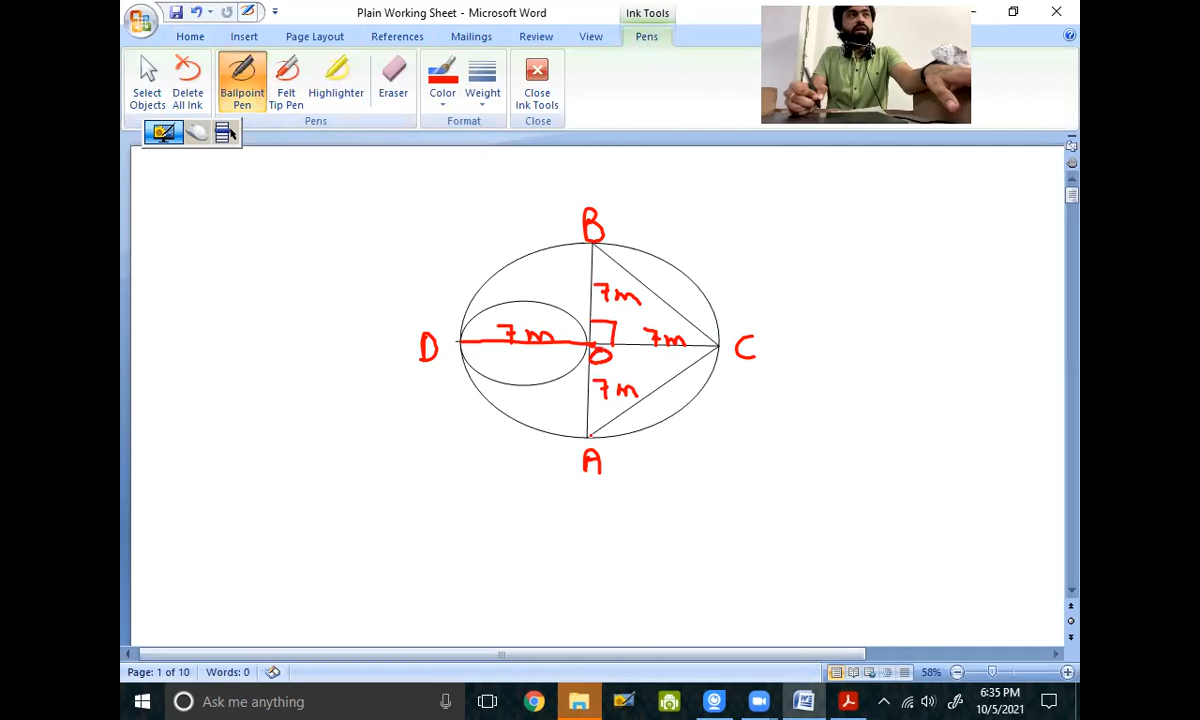 Plain Working Sheet - Microsoft Word
Ink Tools
Home Insert Page Layout References Mailings Review View Pens
Select Objects
Delete All Ink
Ballpoint Pen
Felt Tip Pen
Highlighter
Eraser
Color
Weight
Close Ink Tools
Pens
Format
Close
B
7m
D
7m
7m
C
O
7m
A
Page: 1 of 10
Words: 0
58%
Ask me anything
6:35 PM
10/5/2021